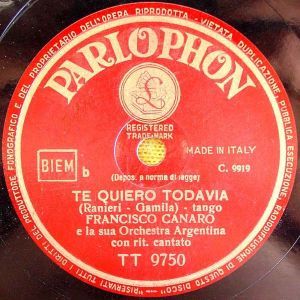 E DEL PROPRIETARIO DELL'OPERA RIPRODOTTA - VIETATA DUPLICAZIONE, PUBBLICA ESECUZIONE E RADIODIFFUSIONE DI QUESTO DISCO - "RISERVATI TUTTI I DIRITTI DEL PRODUTTORE FONOGRAFICO
PARLOPHON
£
REGISTERED
TRADE-MARK
MADE IN ITALY
BIEM b
C. 9919
(Depos. a norma di legge)
TE QUIERO TODAVIA
(Ranieri - Gamila) - tango
FRANCISCO CANARO
e la sua Orchestra Argentina
con rit. cantato
TT 9750